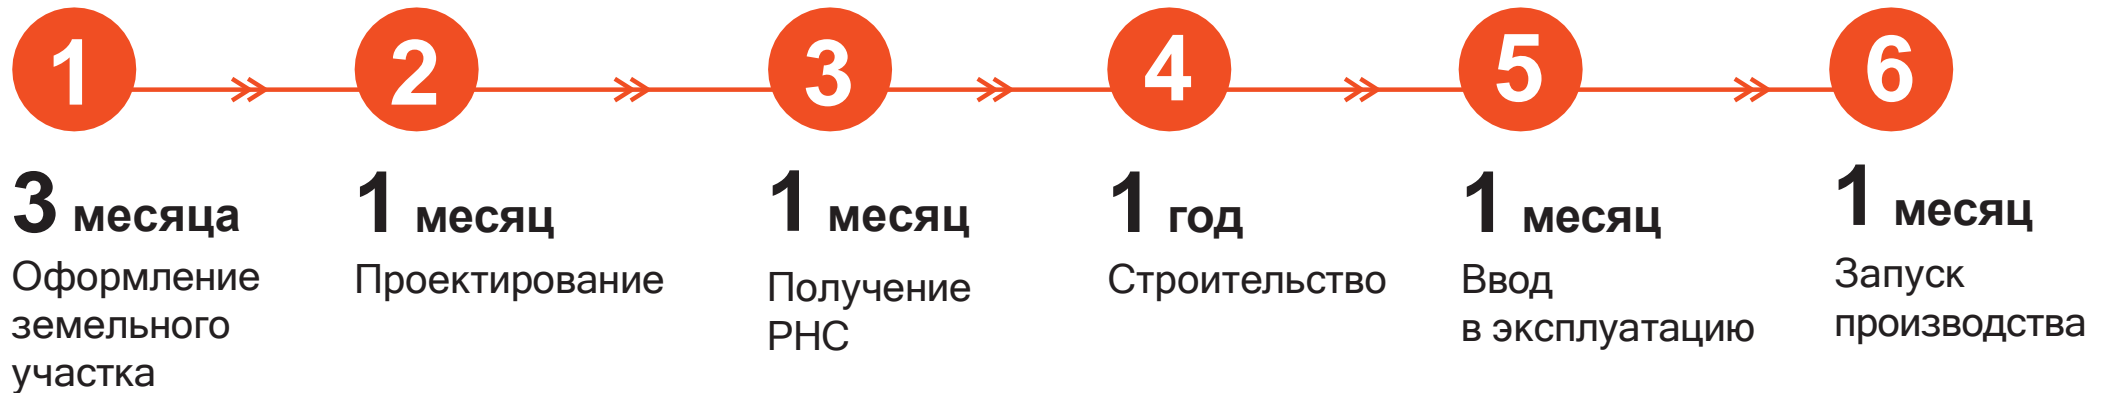 1
2
3
4
5
6
3 месяца
Оформление
земельного
участка
1 месяц
Проектирование
1 месяц
Получение
РНС
1 год
Строительство
1 месяц
Ввод
в эксплуатацию
1 месяц
Запуск
производства